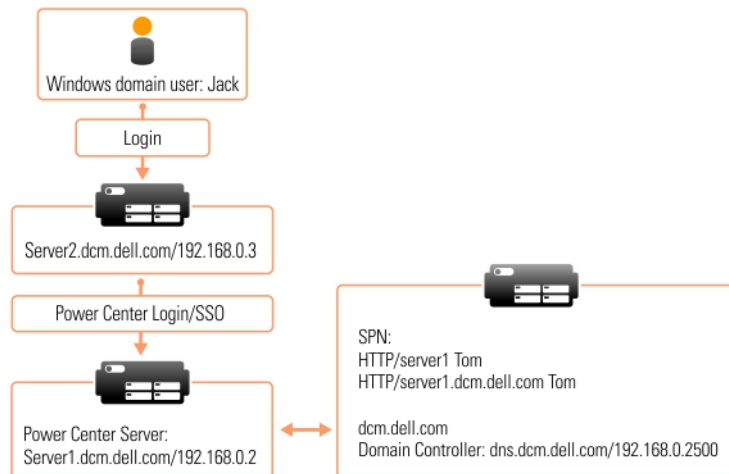 Windows domain user: Jack
Login
Server2.dcm.dell.com/192.168.0.3
Power Center Login/SSO
Power Center Server:
Server1.dcm.dell.com/192.168.0.2
SPN:
HTTP/server1 Tom
HTTP/server1.dcm.dell.com Tom
dcm.dell.com
Domain Controller: dns.dcm.dell.com/192.168.0.2500